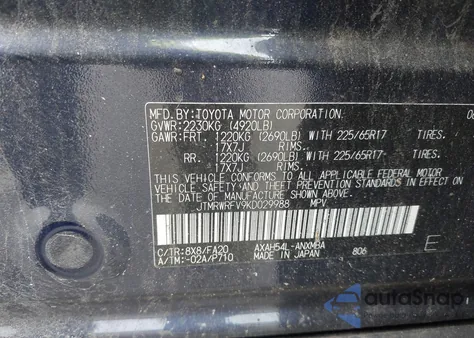 MFD.BY:TOYOTA MOTOR CORPORATION.
GVWR:2230KG (4920LB)
GAWR:FRT. 1220KG (2690LB) WITH 225/65R17 TIRES.
17X7J RIMS.
RR. 1220KG (2690LB) WITH 225/65R17 TIRES.
17X7J RIMS.
THIS VEHICLE CONFORMS TO ALL APPLICABLE FEDERAL MOTOR
VEHICLE SAFETY AND BUMPER STANDARDS IN EFFECT ON
THE DATE OF MANUFACTURE SHOWN ABOVE.
JTMRWRFV9KD029988 MPV
C/TR:8X8/FA20 AXAH54L-ANXMBA
A/TM:-02A/P710 MADE IN JAPAN 806 E
AutoSnap